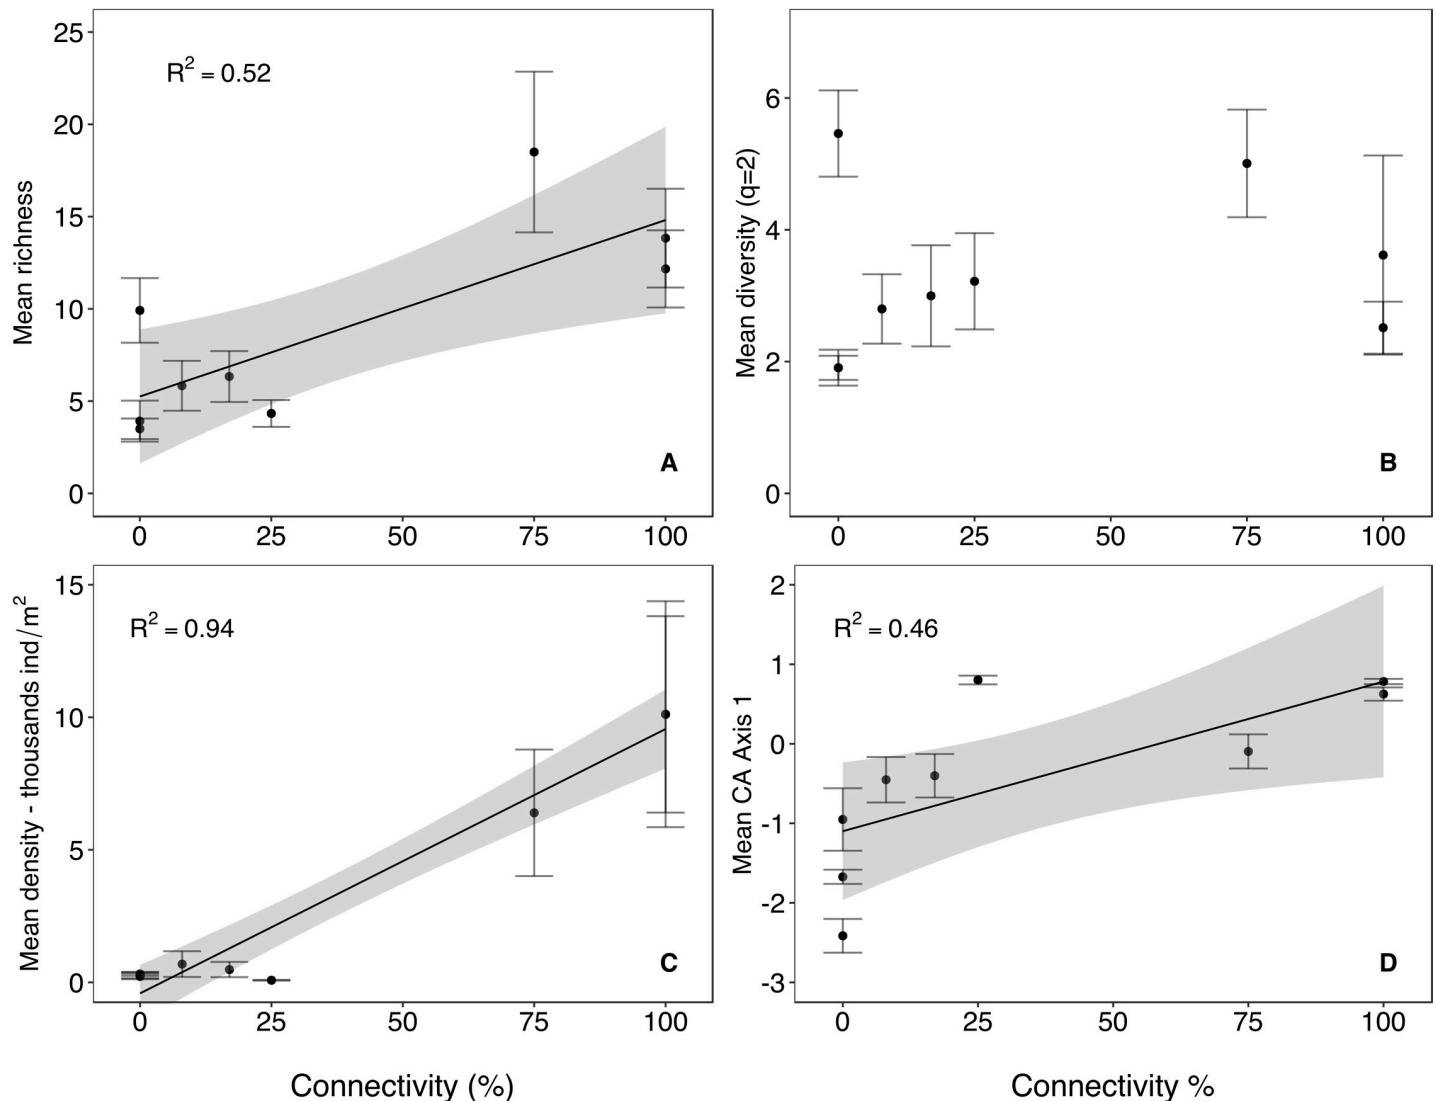 25
20
15
10
5
0
Mean richness
R² = 0.52
A
0 25 50 75 100
6
4
2
0
Mean diversity (q=2)
B
0 25 50 75 100
15
10
5
0
Mean density - thousands ind/m²
R² = 0.94
C
0 25 50 75 100
Connectivity (%)
2
1
0
-1
-2
-3
Mean CA Axis 1
R² = 0.46
D
0 25 50 75 100
Connectivity %